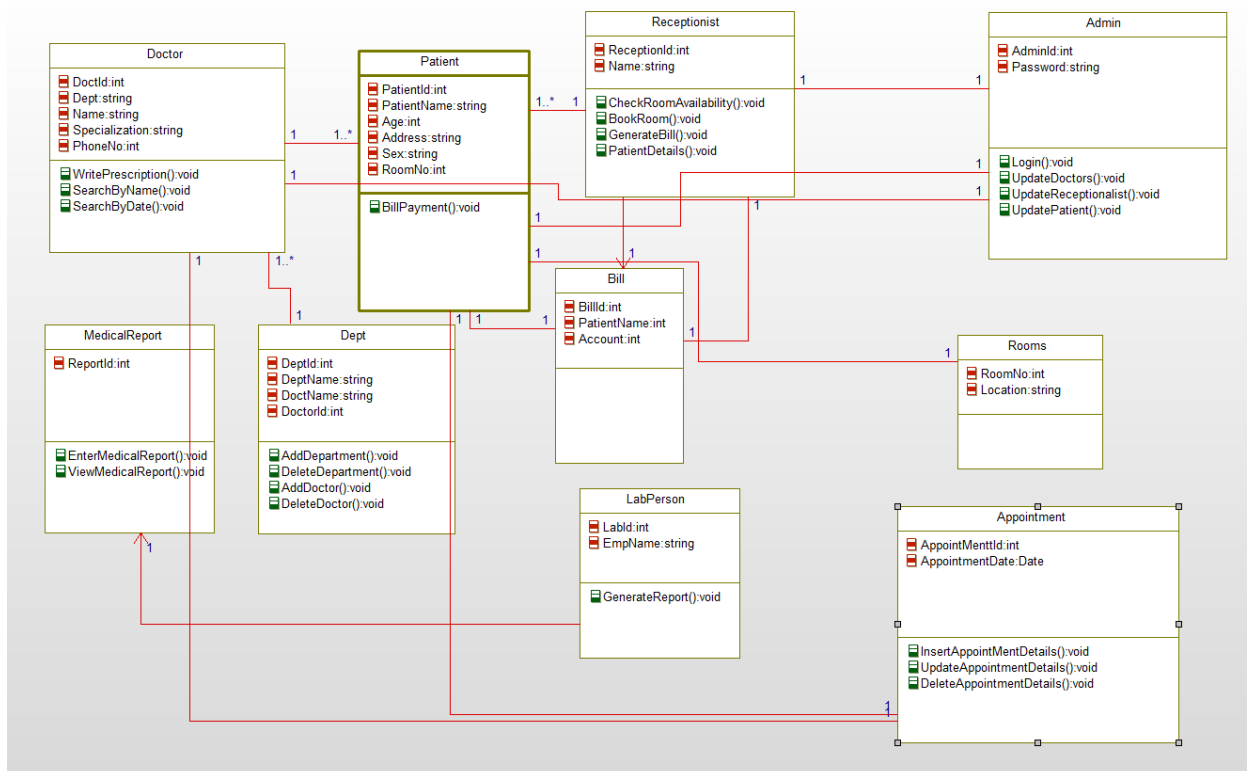 Doctor
DoctId:int
Dept:string
Name:string
Specialization:string
PhoneNo:int
WritePrescription():void
SearchByName():void
SearchByDate():void
Patient
PatientId:int
PatientName:string
Age:int
Address:string
Sex:string
RoomNo:int
BillPayment():void
Receptionist
ReceptionId:int
Name:string
CheckRoomAvailability():void
BookRoom():void
GenerateBill():void
PatientDetails():void
Admin
AdminId:int
Password:string
Login():void
UpdateDoctors():void
UpdateReceptionalist():void
UpdatePatient():void
1
1..*
1..*
1
1
1
1
1
1
1
1
1
1
1..*
1
1
1
1
1
1
1
MedicalReport
ReportId:int
EnterMedicalReport():void
ViewMedicalReport():void
Dept
DeptId:int
DeptName:string
DoctName:string
DoctorId:int
AddDepartment():void
DeleteDepartment():void
AddDoctor():void
DeleteDoctor():void
Bill
BillId:int
PatientName:int
Account:int
Rooms
RoomNo:int
Location:string
LabPerson
LabId:int
EmpName:string
GenerateReport():void
Appointment
AppointMenttId:int
AppointmentDate:Date
InsertAppointMentDetails():void
UpdateAppointmentDetails():void
DeleteAppointmentDetails():void
1
1
1